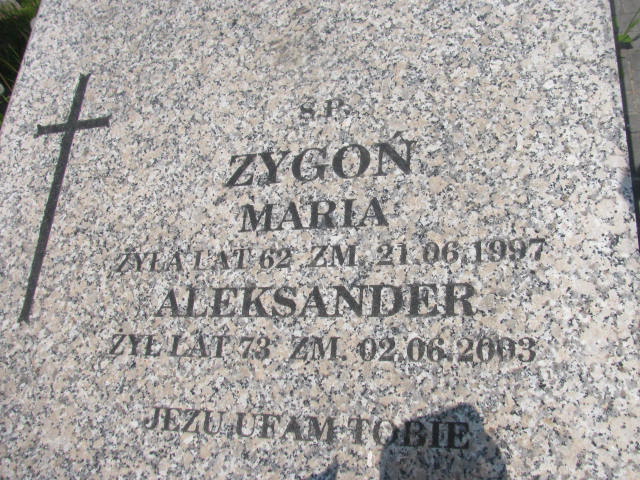 Ś.P.
ZYGOŃ
MARIA
ŻYŁA LAT 62 ZM. 21.06.1997
ALEKSANDER
ŻYŁ LAT 73 ZM. 02.06.2003
JEZU UFAM TOBIE